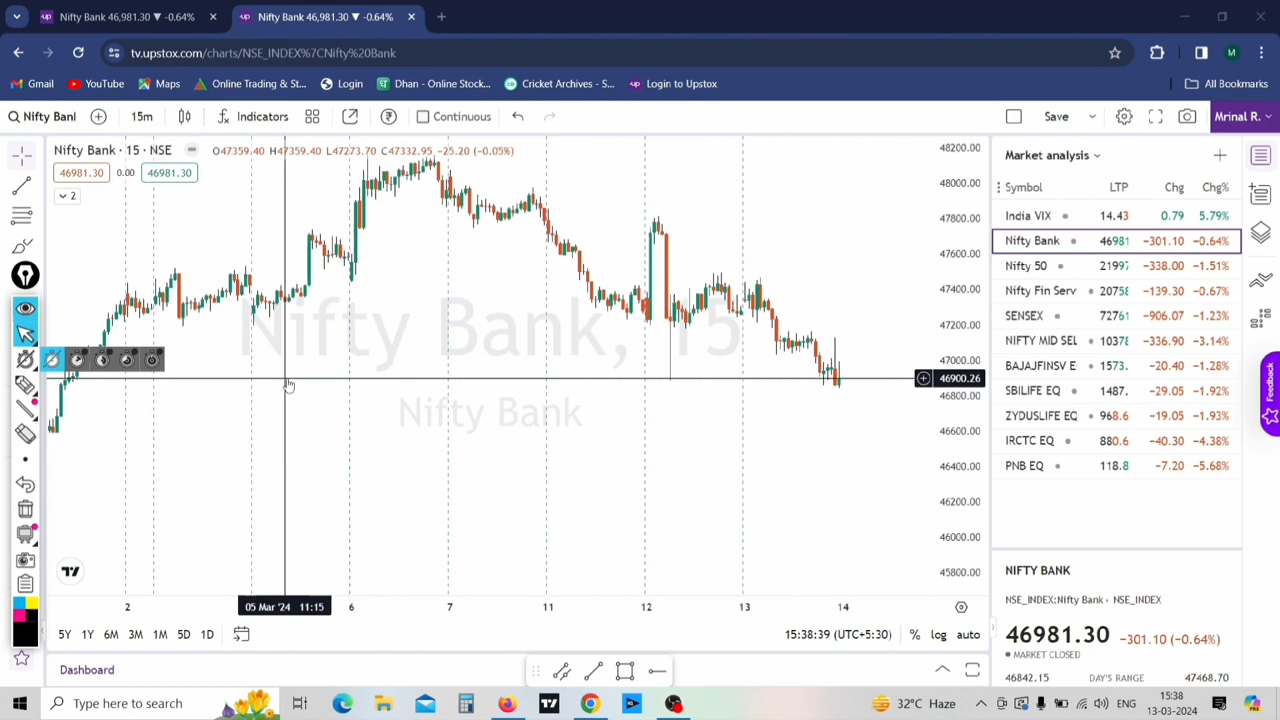 Nifty Bank 46,981.30 ▼ -0.64%
Nifty Bank 46,981.30 ▼ -0.64%
tv.upstox.com/charts/NSE_INDEX%7CNifty%20Bank
M
Gmail YouTube Maps Online Trading & St... Login Dhan - Online Stock... Cricket Archives - S... Login to Upstox All Bookmarks
Nifty Banl 15m Indicators Continuous Save Mrinal R.
Nifty Bank · 15 · NSE O47359.40 H47359.40 L47273.70 C47332.95 −25.20 (−0.05%)
46981.30 0.00 46981.30
2
Nifty Bank, 15
Nifty Bank
48200.00
48000.00
47800.00
47600.00
47400.00
47200.00
47000.00
46900.26
46800.00
46600.00
46400.00
46200.00
46000.00
45800.00
2 05 Mar '24 11:15 6 7 11 12 13 14
5Y 1Y 6M 3M 1M 5D 1D 15:38:39 (UTC+5:30) % log auto
Dashboard
Market analysis
Symbol LTP Chg Chg%
India VIX 14.43 0.79 5.79%
Nifty Bank 46981 −301.10 −0.64%
Nifty 50 21997 −338.00 −1.51%
Nifty Fin Serv 20758 −139.30 −0.67%
SENSEX 72761 −906.07 −1.23%
NIFTY MID SEL 10378 −336.90 −3.14%
BAJAJFINSV E 1573. −20.40 −1.28%
SBILIFE EQ 1487. −29.05 −1.92%
ZYDUSLIFE EQ 968.6 −19.05 −1.93%
IRCTC EQ 880.6 −40.30 −4.38%
PNB EQ 118.8 −7.20 −5.68%
NIFTY BANK
NSE_INDEX:Nifty Bank • NSE_INDEX
46981.30 −301.10 (−0.64%)
MARKET CLOSED
46842.15 DAY'S RANGE 47468.70
Feedback
Type here to search
32°C Haze
ENG
15:38
13-03-2024